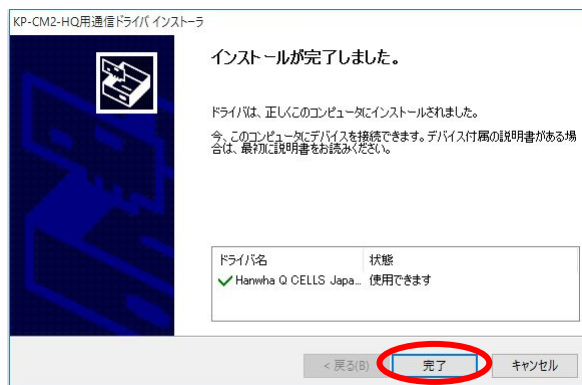 KP-CM2-HQ用通信ドライバ インストーラ
インストールが完了しました。
ドライバは、正しくこのコンピュータにインストールされました。
今、このコンピュータにデバイスを接続できます。デバイス付属の説明書がある場
合は、最初に説明書をお読みください。
ドライバ名 状態
Hanwha Q CELLS Japa... 使用できます
< 戻る(B) 完了 キャンセル